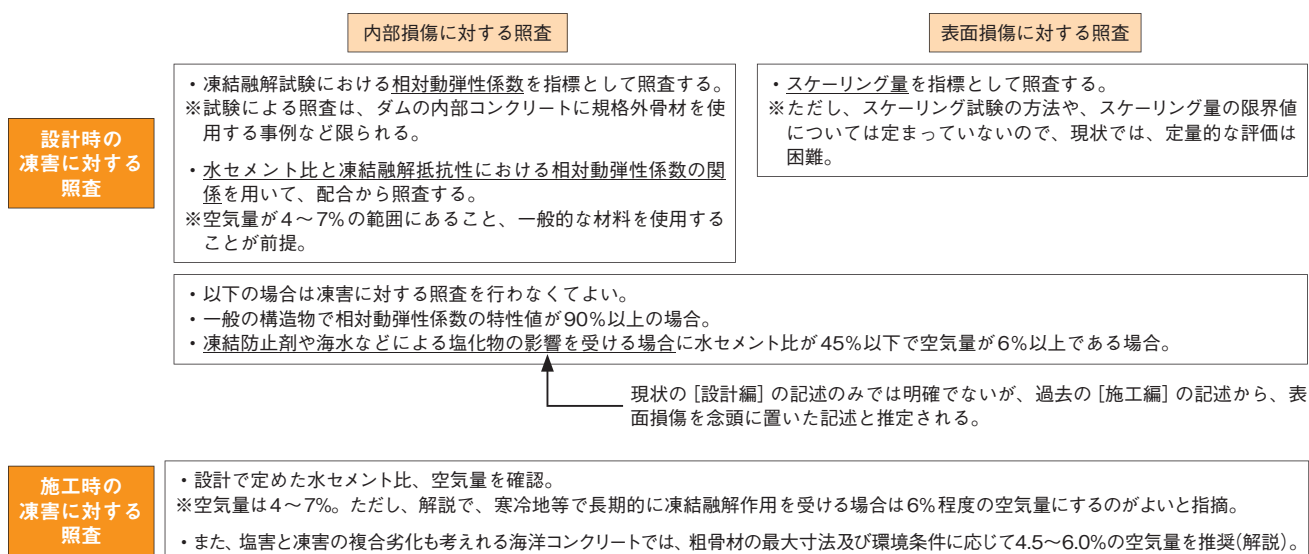 内部損傷に対する照査
表面損傷に対する照査
設計時の
凍害に対する
照査
・凍結融解試験における相対動弾性係数を指標として照査する。
※試験による照査は、ダムの内部コンクリートに規格外骨材を使
用する事例など限られる。
・水セメント比と凍結融解抵抗性における相対動弾性係数の関
係を用いて、配合から照査する。
※空気量が4～7%の範囲にあること、一般的な材料を使用する
ことが前提。
・スケーリング量を指標として照査する。
※ただし、スケーリング試験の方法や、スケーリング量の限界値
については定まっていないので、現状では、定量的な評価は
困難。
・以下の場合は凍害に対する照査を行わなくてよい。
・一般の構造物で相対動弾性係数の特性値が90%以上の場合。
・凍結防止剤や海水などによる塩化物の影響を受ける場合に水セメント比が45%以下で空気量が6%以上である場合。
現状の［設計編］の記述のみでは明確でないが、過去の［施工編］の記述から、表
面損傷を念頭に置いた記述と推定される。
施工時の
凍害に対する
照査
・設計で定めた水セメント比、空気量を確認。
※空気量は4～7%。ただし、解説で、寒冷地等で長期的に凍結融解作用を受ける場合は6%程度の空気量にするのがよいと指摘。
・また、塩害と凍害の複合劣化も考えれる海洋コンクリートでは、粗骨材の最大寸法及び環境条件に応じて4.5～6.0%の空気量を推奨（解説）。